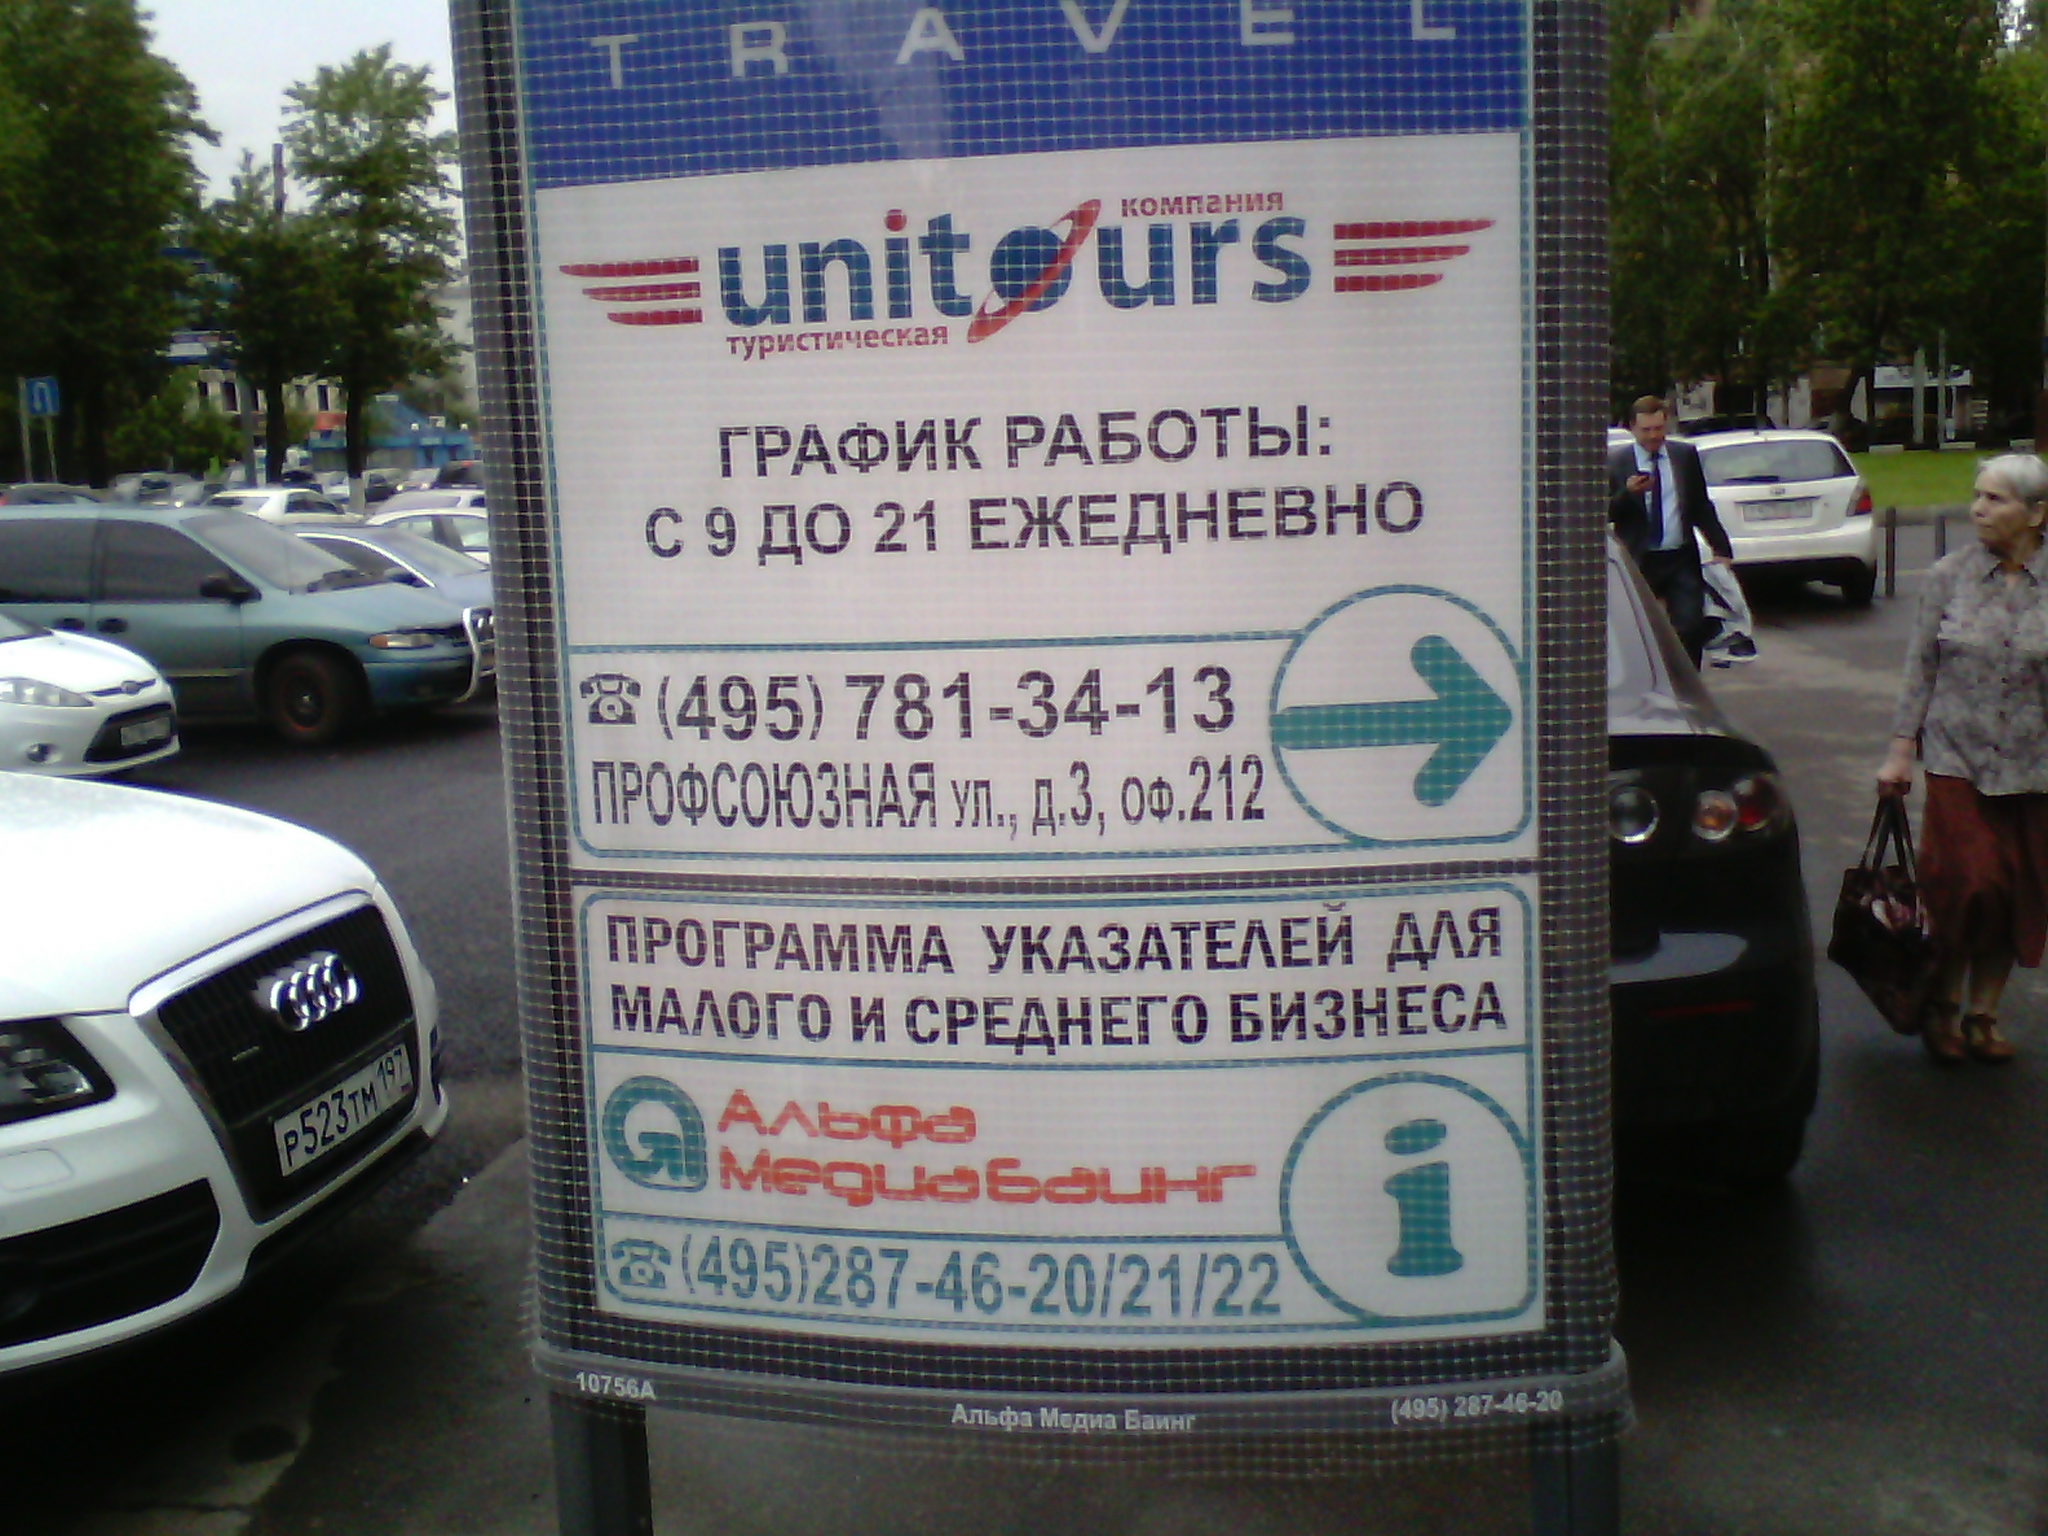 TRAVEL
компания
unitours
туристическая
ГРАФИК РАБОТЫ:
С 9 ДО 21 ЕЖЕДНЕВНО
(495) 781-34-13
ПРОФСОЮЗНАЯ ул., д.3, оф.212
ПРОГРАММА УКАЗАТЕЛЕЙ ДЛЯ
МАЛОГО И СРЕДНЕГО БИЗНЕСА
Альфа
Медиа Баинг
i
(495)287-46-20/21/22
10756А
Альфа Медиа Баинг
(495) 287-46-20
Р523ТМ 197